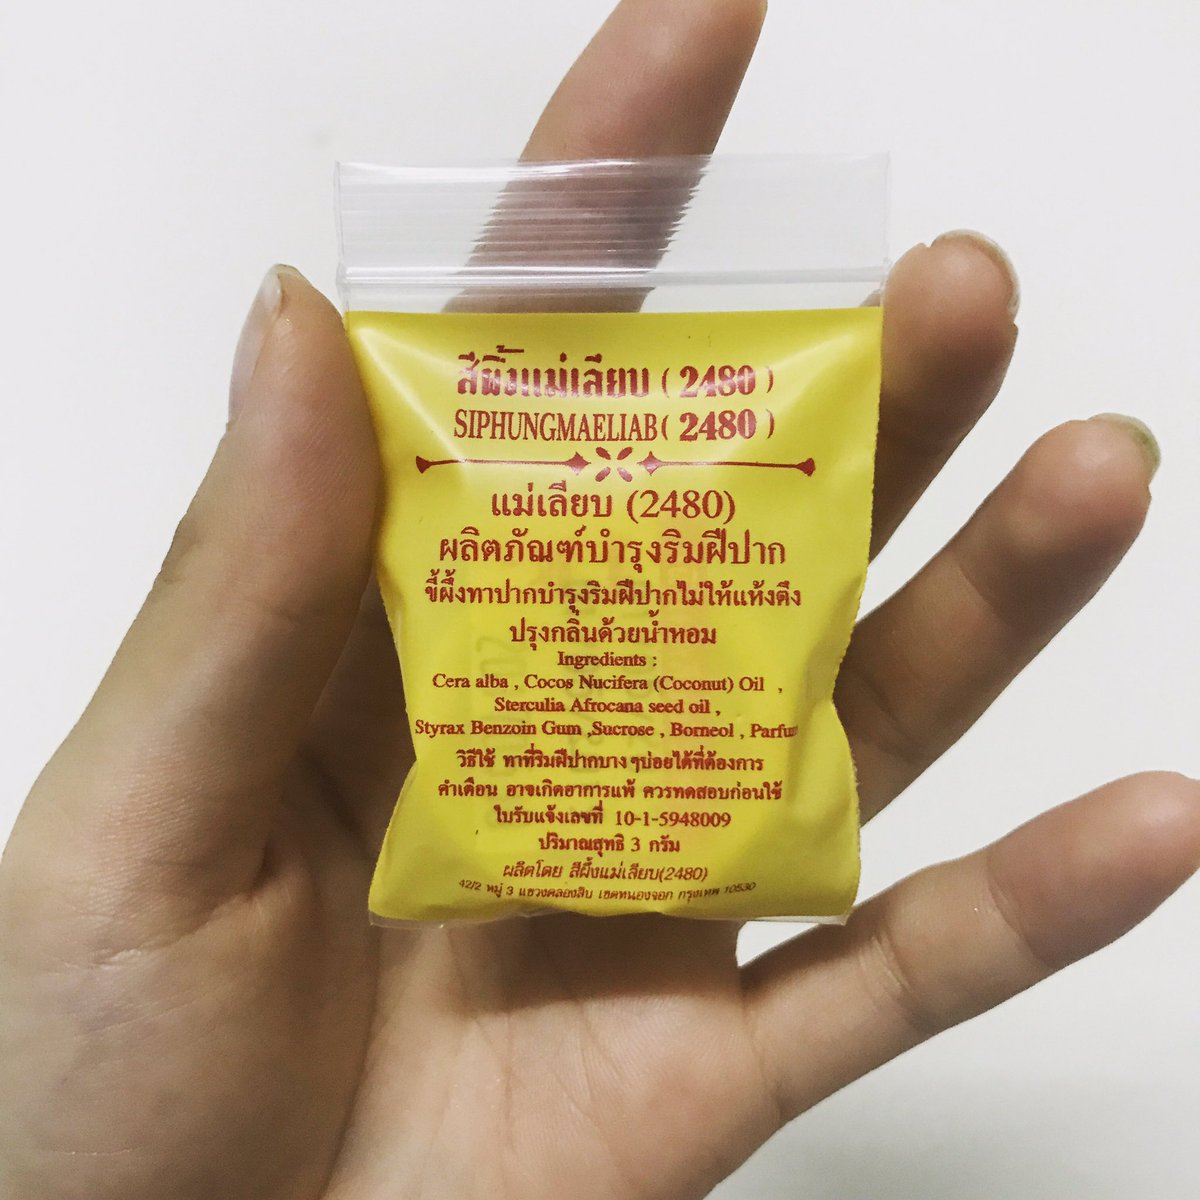 สีผึ้งแม่เลียบ ( 2480 )
SIPHUNGMAELIAB( 2480 )
แม่เลียบ (2480)
ผลิตภัณฑ์บำรุงริมฝีปาก
ขี้ผึ้งทาปากบำรุงริมฝีปากไม่ให้แห้งตึง
ปรุงกลิ่นด้วยน้ำหอม
Ingredients :
Cera alba , Cocos Nucifera (Coconut) Oil ,
Sterculia Afrocana seed oil ,
Styrax Benzoin Gum ,Sucrose , Borneol , Parfum
วิธีใช้ ทาที่ริมฝีปากบาง ๆบ่อยได้ที่ต้องการ
คำเตือน อาจเกิดอาการแพ้ ควรทดสอบก่อนใช้
ใบรับแจ้งเลขที่ 10-1-5948009
ปริมาณสุทธิ 3 กรัม
ผลิตโดย สีผึ้งแม่เลียบ(2480)
42/2 หมู่ 3 แขวงคลองสิบ เขตหนองจอก กรุงเทพ 10530